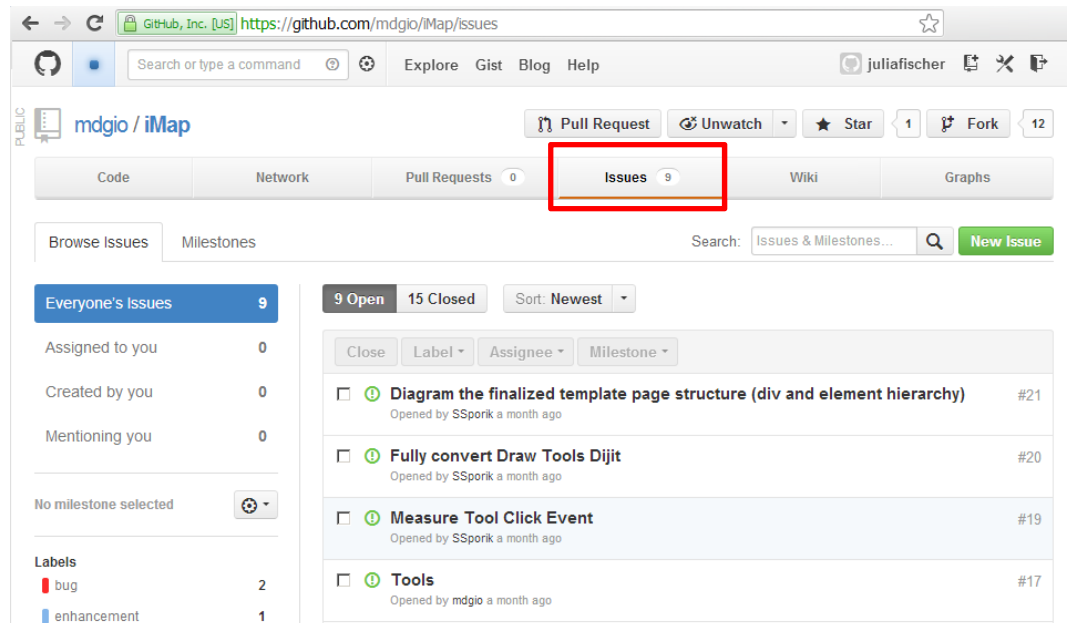 GitHub, Inc. [US] https://github.com/mdgio/iMap/issues
Search or type a command Explore Gist Blog Help juliafischer
PUBLIC
mdgio / iMap Pull Request Unwatch Star 1 Fork 12
Code Network Pull Requests 0 Issues 9 Wiki Graphs
Browse Issues Milestones Search: Issues & Milestones... New Issue
Everyone's Issues 9
Assigned to you 0
Created by you 0
Mentioning you 0
No milestone selected
Labels
bug 2
enhancement 1
9 Open 15 Closed Sort: Newest
Close Label Assignee Milestone
Diagram the finalized template page structure (div and element hierarchy) #21
Opened by SSporik a month ago
Fully convert Draw Tools Dijit #20
Opened by SSporik a month ago
Measure Tool Click Event #19
Opened by SSporik a month ago
Tools #17
Opened by mdgio a month ago